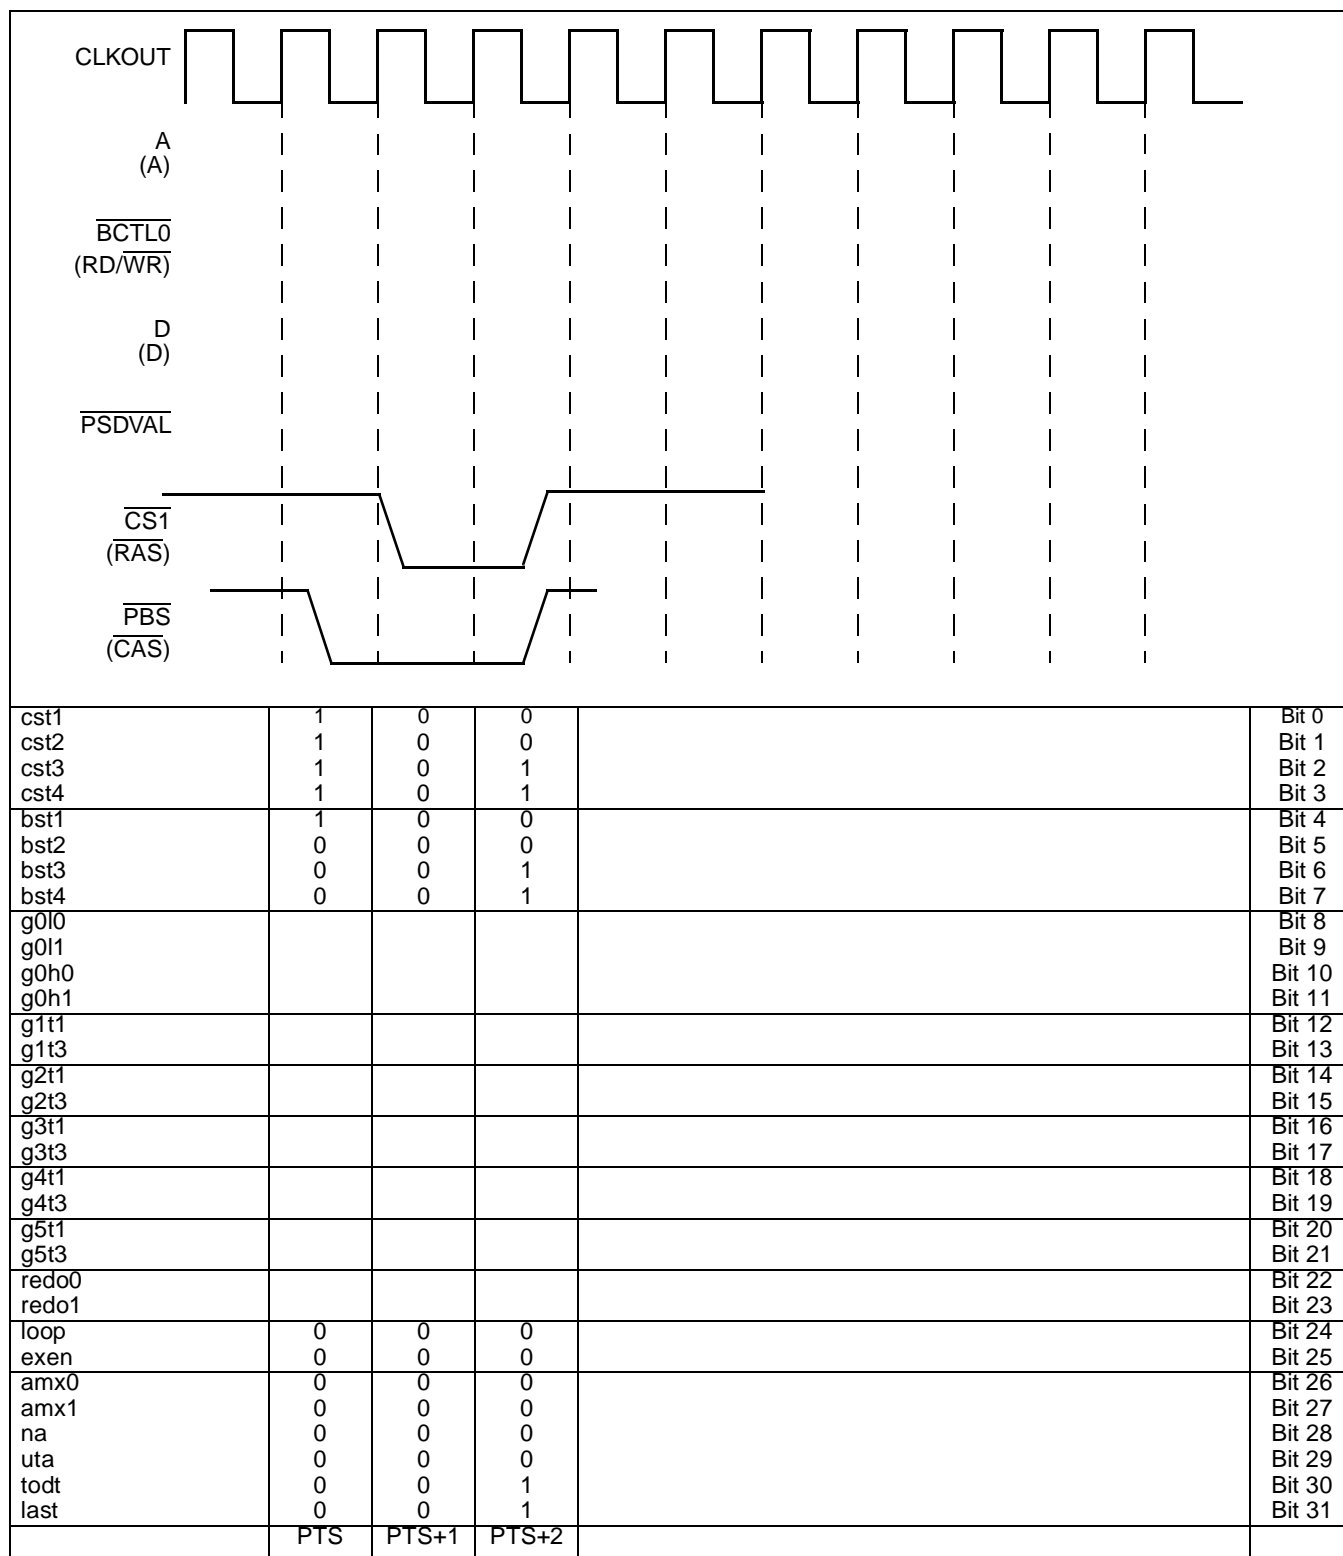 CLKOUT
A
(A)
BCTL0
(RD/WR)
D
(D)
PSDVAL
CS1
(RAS)
PBS
(CAS)
cst1 1 0 0 Bit 0
cst2 1 0 0 Bit 1
cst3 1 0 1 Bit 2
cst4 1 0 1 Bit 3
bst1 1 0 0 Bit 4
bst2 0 0 0 Bit 5
bst3 0 0 1 Bit 6
bst4 0 0 1 Bit 7
g0l0 Bit 8
g0l1 Bit 9
g0h0 Bit 10
g0h1 Bit 11
g1t1 Bit 12
g1t3 Bit 13
g2t1 Bit 14
g2t3 Bit 15
g3t1 Bit 16
g3t3 Bit 17
g4t1 Bit 18
g4t3 Bit 19
g5t1 Bit 20
g5t3 Bit 21
redo0 Bit 22
redo1 Bit 23
loop 0 0 0 Bit 24
exen 0 0 0 Bit 25
amx0 0 0 0 Bit 26
amx1 0 0 0 Bit 27
na 0 0 0 Bit 28
uta 0 0 0 Bit 29
todt 0 0 1 Bit 30
last 0 0 1 Bit 31
PTS PTS+1 PTS+2